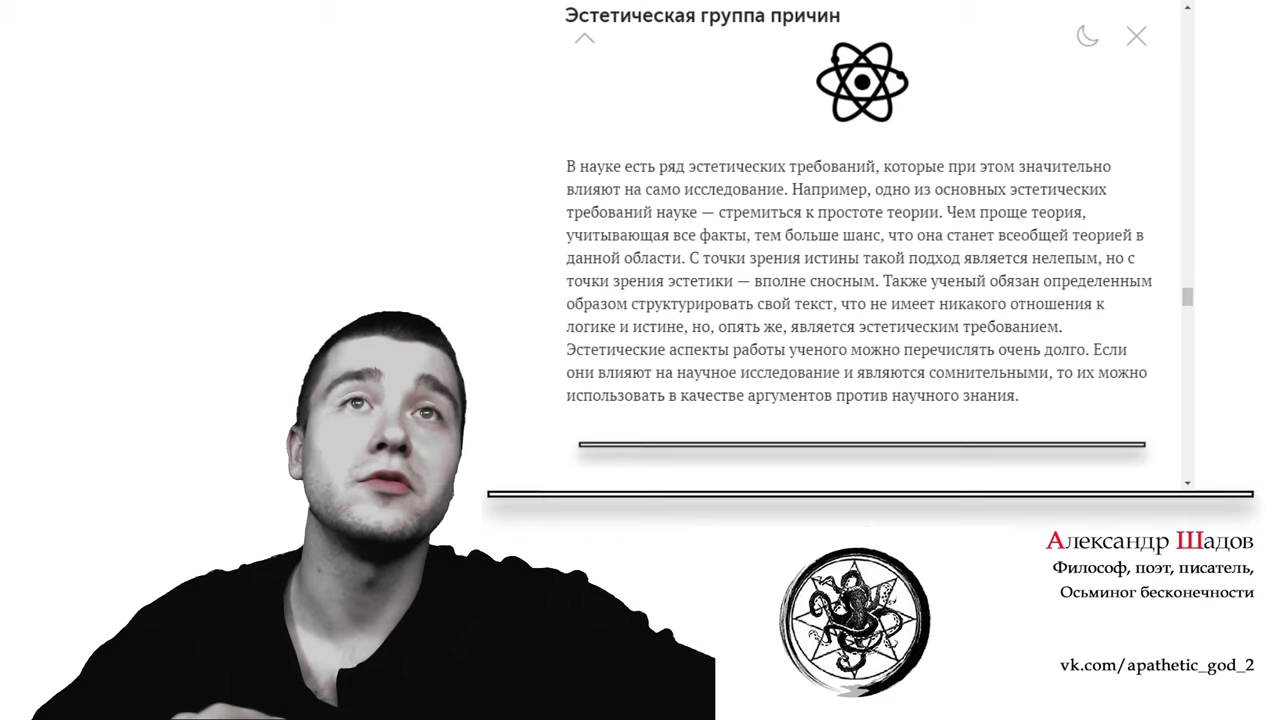 Эстетическая группа причин
В науке есть ряд эстетических требований, которые при этом значительно
влияют на само исследование. Например, одно из основных эстетических
требований науке — стремиться к простоте теории. Чем проще теория,
учитывающая все факты, тем больше шанс, что она станет всеобщей теорией в
данной области. С точки зрения истины такой подход является нелепым, но с
точки зрения эстетики — вполне сносным. Также ученый обязан определенным
образом структурировать свой текст, что не имеет никакого отношения к
логике и истине, но, опять же, является эстетическим требованием.
Эстетические аспекты работы ученого можно перечислять очень долго. Если
они влияют на научное исследование и являются сомнительными, то их можно
использовать в качестве аргументов против научного знания.
Александр Шадов
Философ, поэт, писатель,
Осьминог бесконечности
vk.com/apathetic_god_2